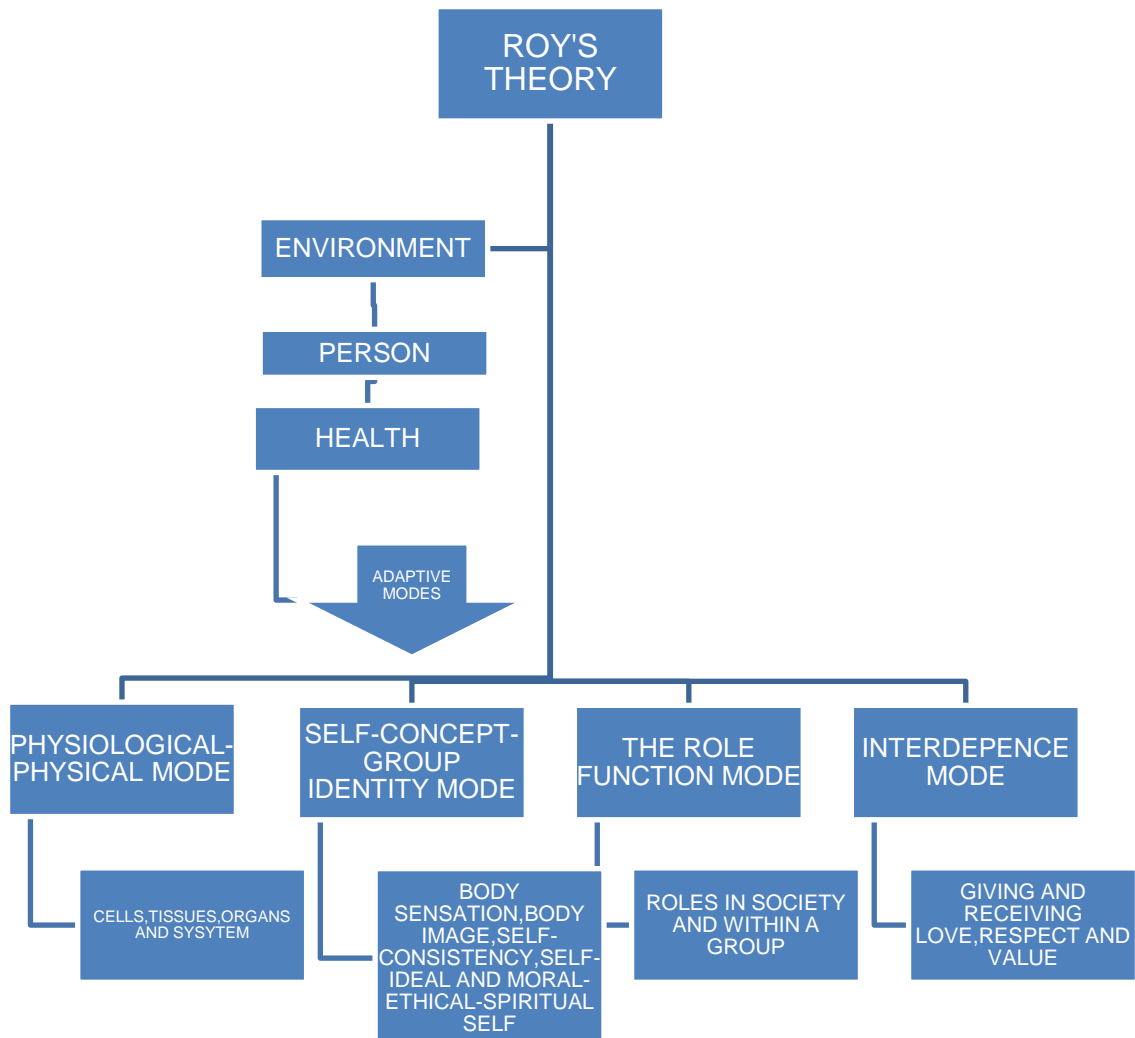 ROY'S
THEORY
ENVIRONMENT
PERSON
HEALTH
ADAPTIVE
MODES
PHYSIOLOGICAL-
PHYSICAL MODE
SELF-CONCEPT-
GROUP
IDENTITY MODE
THE ROLE
FUNCTION MODE
INTERDEPENCE
MODE
CELLS,TISSUES,ORGANS
AND SYSYTEM
BODY
SENSATION,BODY
IMAGE,SELF-
CONSISTENCY,SELF-
IDEAL AND MORAL-
ETHICAL-SPIRITUAL
SELF
ROLES IN SOCIETY
AND WITHIN A
GROUP
GIVING AND
RECEIVING
LOVE,RESPECT AND
VALUE